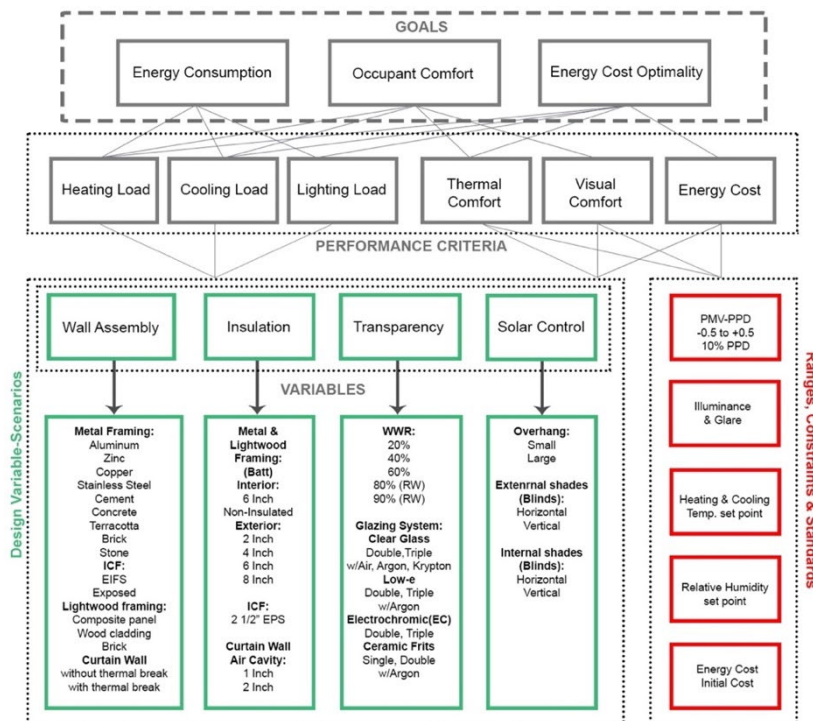 GOALS
Energy Consumption
Occupant Comfort
Energy Cost Optimality
Heating Load
Cooling Load
Lighting Load
Thermal
Comfort
Visual
Comfort
Energy Cost
PERFORMANCE CRITERIA
Design Variable-Scenarios
Wall Assembly
Insulation
Transparency
Solar Control
VARIABLES
Metal Framing:
Aluminum
Zinc
Copper
Stainless Steel
Cement
Concrete
Terracotta
Brick
Stone
ICF:
EIFS
Exposed
Lightwood framing:
Composite panel
Wood cladding
Brick
Curtain Wall
without thermal break
with thermal break
Metal &
Lightwood
Framing:
(Batt)
Interior:
6 Inch
Non-Insulated
Exterior:
2 Inch
4 Inch
6 Inch
8 Inch
ICF:
2 1/2" EPS
Curtain Wall
Air Cavity:
1 Inch
2 Inch
WWR:
20%
40%
60%
80% (RW)
90% (RW)
Glazing System:
Clear Glass
Double,Triple
w/Air, Argon, Krypton
Low-e
Double, Triple
w/Argon
Electrochromic(EC)
Double, Triple
Ceramic Frits
Single, Double
w/Argon
Overhang:
Small
Large
Extenrnal shades
(Blinds):
Horizontal
Vertical
Internal shades
(Blinds):
Horizontal
Vertical
PMV-PPD
-0.5 to +0.5
10% PPD
Illuminance
& Glare
Heating & Cooling
Temp. set point
Relative Humidity
set point
Energy Cost
Initial Cost
Ranges, Constraints & Standards